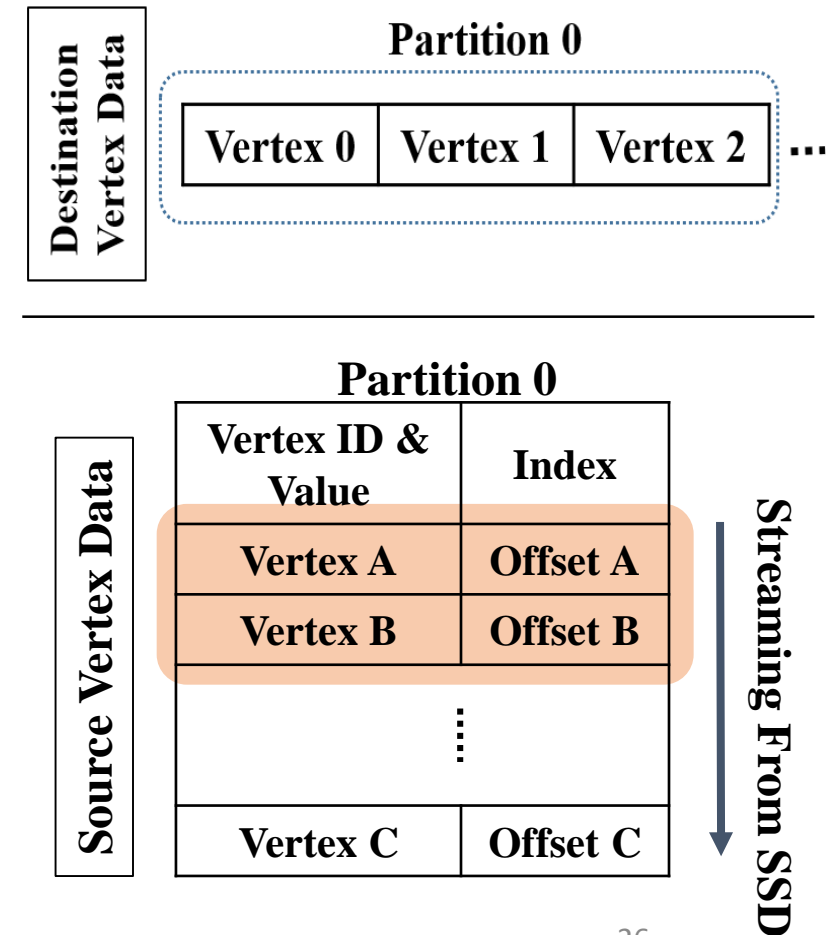 Destination
Vertex Data
Partition 0
Vertex 0 Vertex 1 Vertex 2 ...
Partition 0
Source Vertex Data
Vertex ID &
Value
Index
Vertex A Offset A
Vertex B Offset B
Vertex C Offset C
Streaming From SSD